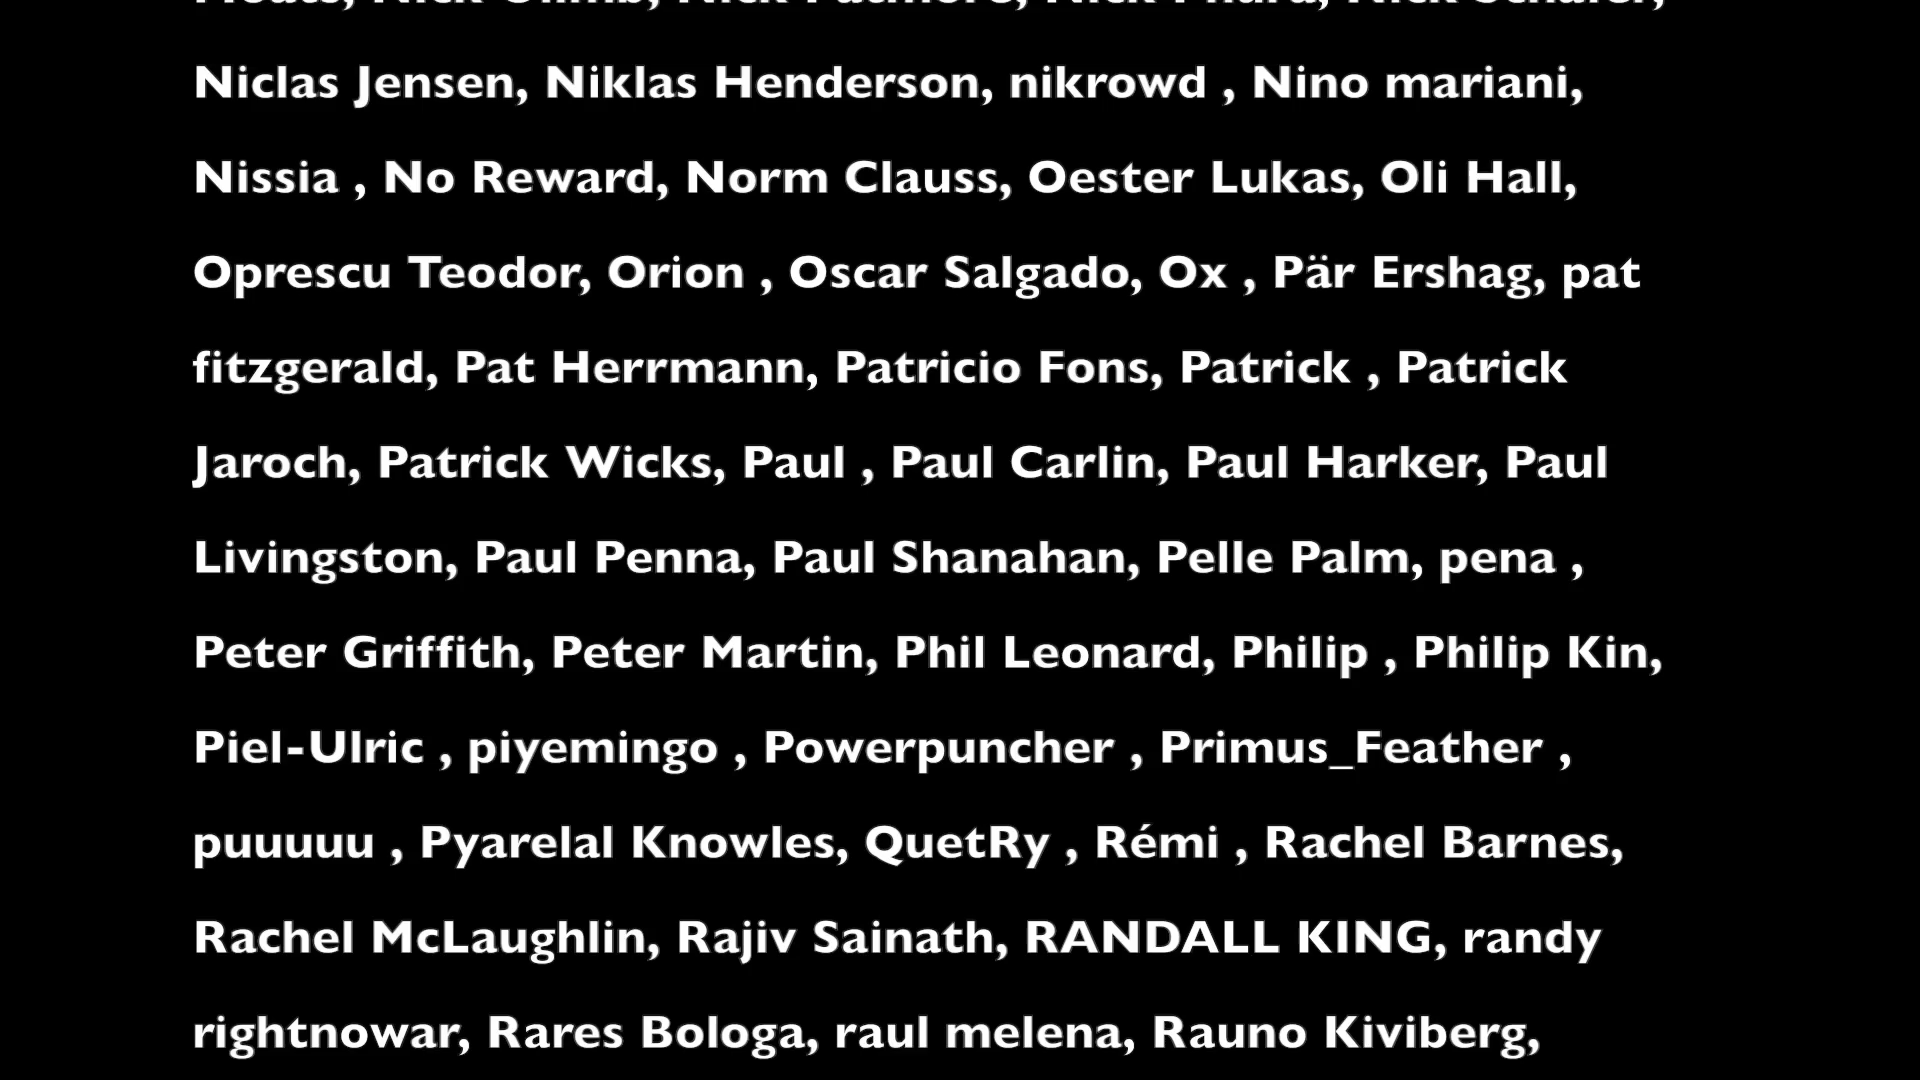 Niclas Jensen, Niklas Henderson, nikrowd , Nino mariani,
Nissia , No Reward, Norm Clauss, Oester Lukas, Oli Hall,
Oprescu Teodor, Orion , Oscar Salgado, Ox , Pär Ershag, pat
fitzgerald, Pat Herrmann, Patricio Fons, Patrick , Patrick
Jaroch, Patrick Wicks, Paul , Paul Carlin, Paul Harker, Paul
Livingston, Paul Penna, Paul Shanahan, Pelle Palm, pena ,
Peter Griffith, Peter Martin, Phil Leonard, Philip , Philip Kin,
Piel-Ulric , piyemingo , Powerpuncher , Primus_Feather ,
puuuuu , Pyarelal Knowles, QuetRy , Rémi , Rachel Barnes,
Rachel McLaughlin, Rajiv Sainath, RANDALL KING, randy
rightnowar, Rares Bologa, raul melena, Rauno Kiviberg,